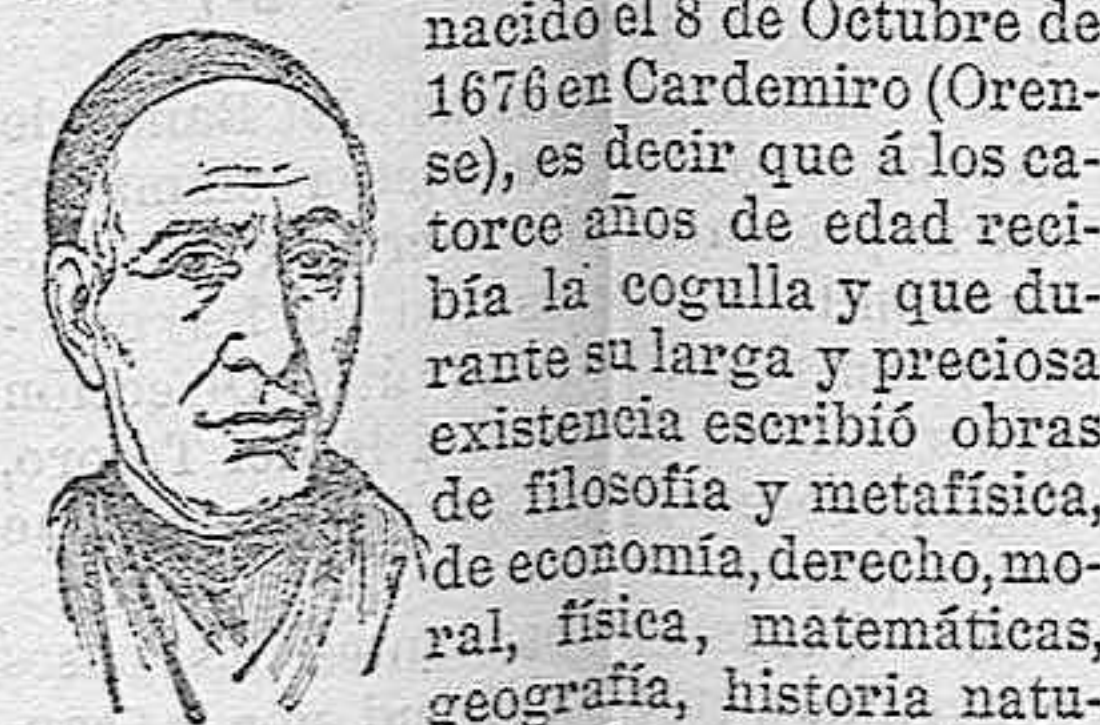 nacido el 8 de Octubre de
1676 en Cardemiro (Oren-
se), es decir que á los ca-
torce años de edad reci-
bía la cogulla y que du-
rante su larga y preciosa
existencia escribíó obras
de filosofía y metafísica,
de economía, derecho, mo-
ral, física, matemáticas,
geografía, historia natu-